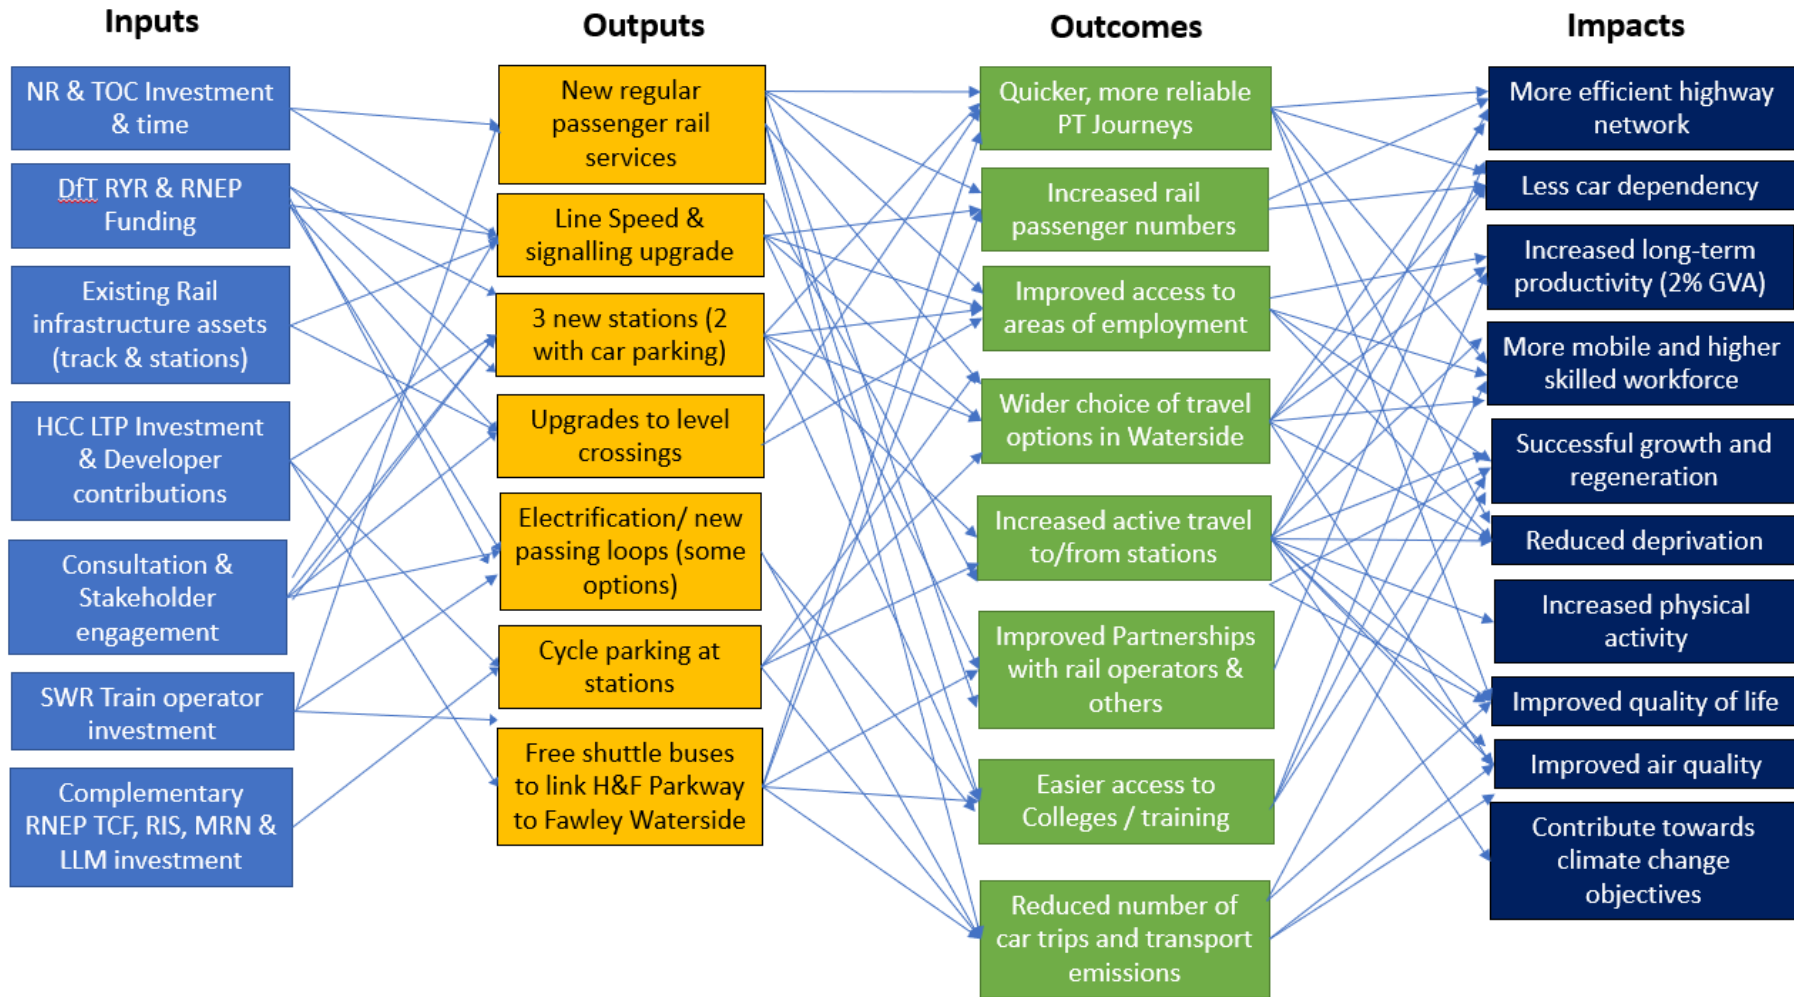 Inputs
Outputs
Outcomes
Impacts
NR & TOC Investment
& time
DfT RYR & RNEP
Funding
Existing Rail
infrastructure assets
(track & stations)
HCC LTP Investment
& Developer
contributions
Consultation &
Stakeholder
engagement
SWR Train operator
investment
Complementary
RNEP TCF, RIS, MRN &
LLM investment
New regular
passenger rail
services
Line Speed &
signalling upgrade
3 new stations (2
with car parking)
Upgrades to level
crossings
Electrification/ new
passing loops (some
options)
Cycle parking at
stations
Free shuttle buses
to link H&F Parkway
to Fawley Waterside
Quicker, more reliable
PT Journeys
Increased rail
passenger numbers
Improved access to
areas of employment
Wider choice of travel
options in Waterside
Increased active travel
to/from stations
Improved Partnerships
with rail operators &
others
Easier access to
Colleges / training
Reduced number of
car trips and transport
emissions
More efficient highway
network
Less car dependency
Increased long-term
productivity (2% GVA)
More mobile and higher
skilled workforce
Successful growth and
regeneration
Reduced deprivation
Increased physical
activity
Improved quality of life
Improved air quality
Contribute towards
climate change
objectives